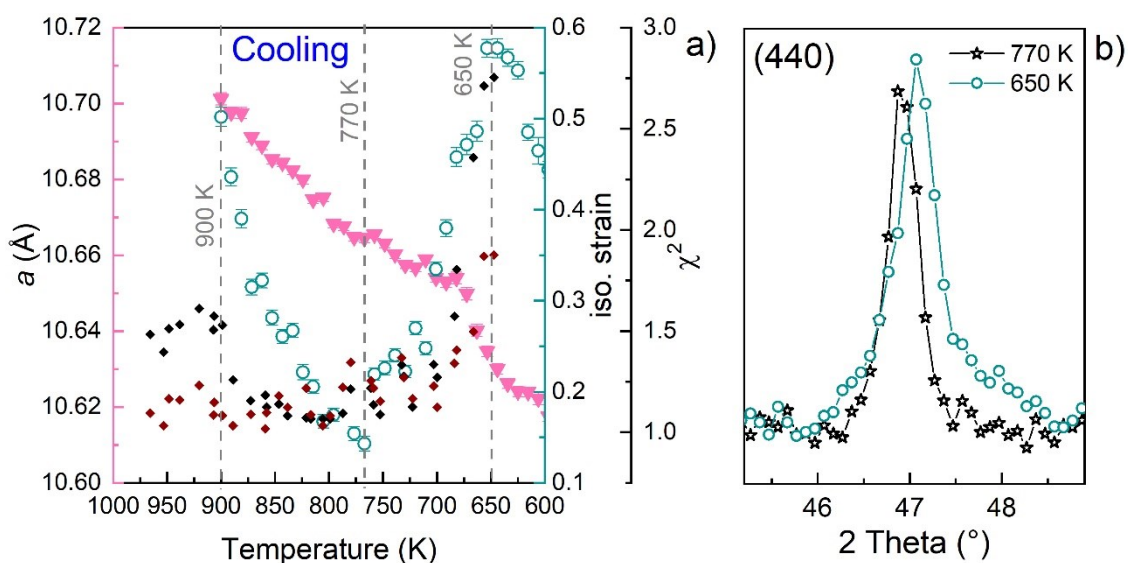 a)
Cooling
900 K
770 K
650 K
a (Å)
10.72
10.70
10.68
10.66
10.64
10.62
10.60
1000 950 900 850 800 750 700 650 600
Temperature (K)
0.6
0.5
0.4
0.3
0.2
0.1
iso. strain
3.0
2.5
2.0
1.5
1.0
χ²
b)
(440)
770 K
650 K
46 47 48
2 Theta (°)